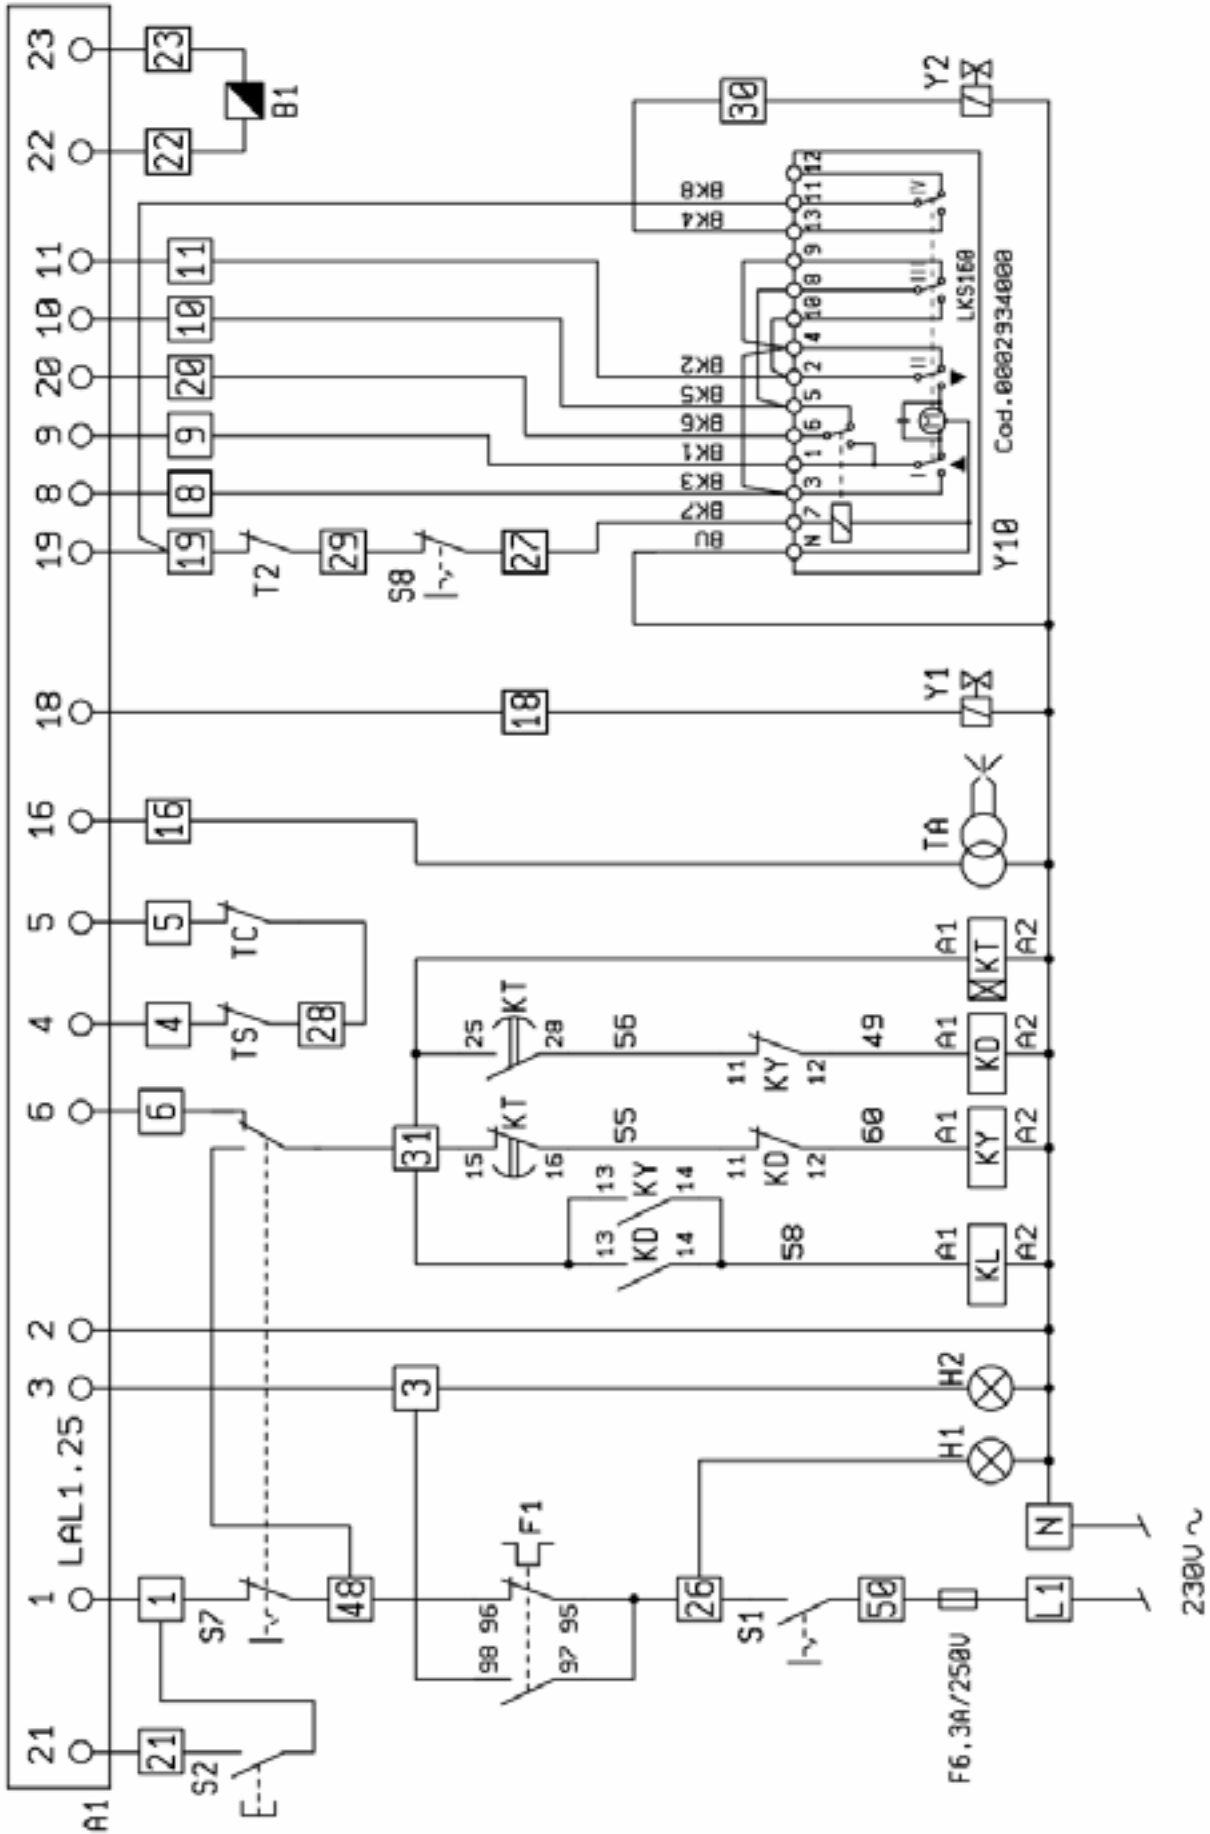 A1
LAL1.25
21
1
3
2
6
4
5
16
18
19
8
9
20
10
11
22
23
21
1
6
4
5
16
19
8
9
20
10
11
22
23
S2
S7
TS
TC
T2
B1
48
28
29
S8
3
31
18
27
98 96
97 95
F1
15
16
KT
25
28
KT
13
KD
14
13
KY
14
55
56
26
S1
58
11
KD
12
11
KY
12
60
49
50
F6.3A/250V
H1
H2
A1
KL
A2
A1
KY
A2
A1
KD
A2
A1
KT
A2
TA
Y1
BU
BK7
BK3
BK1
BK6
BK5
BK2
BK4
BK8
30
N
7
3
1
6
5
2
4
10
8
9
13
11
12
I
II
III
IV
M
LKS160
Y10
Cod.0002934000
Y2
L1
N
230V ~